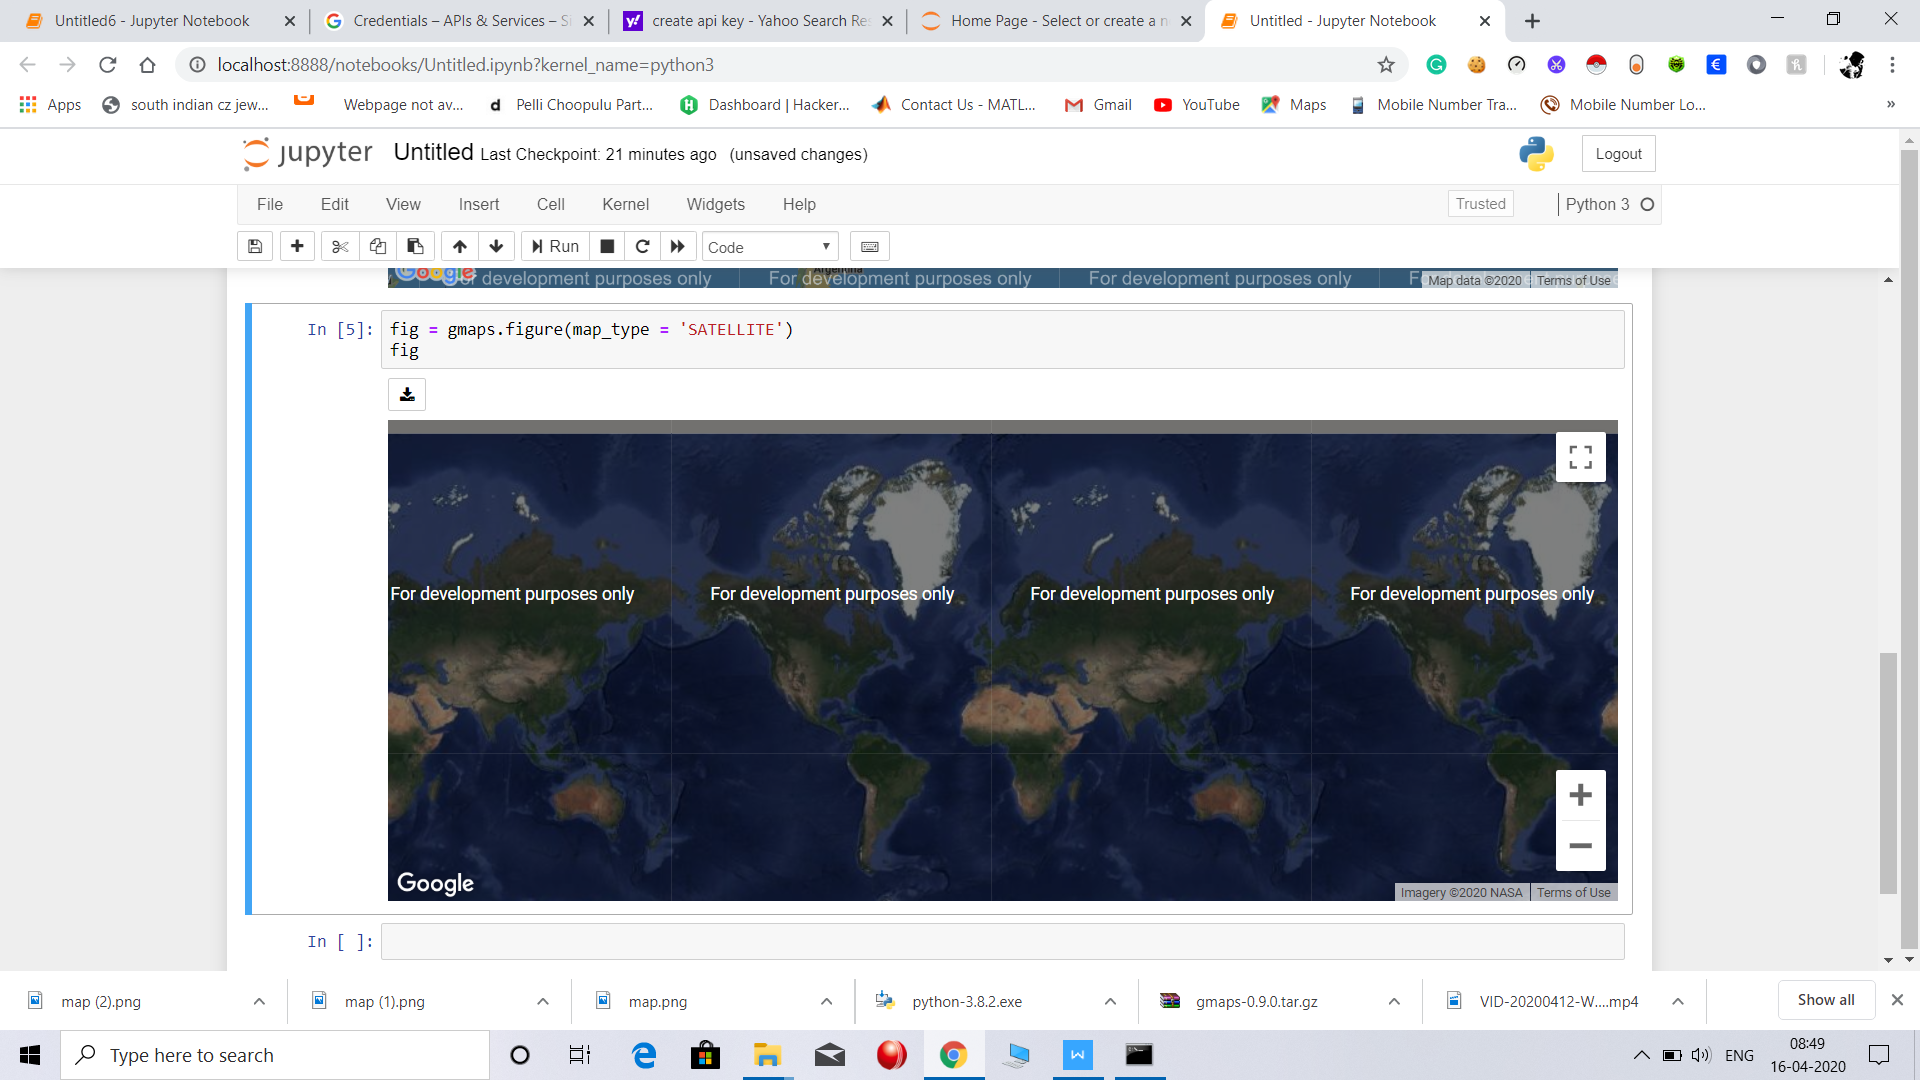 Untitled6 - Jupyter Notebook
Credentials – APIs & Services – Si
create api key - Yahoo Search Res
Home Page - Select or create a n
Untitled - Jupyter Notebook
localhost:8888/notebooks/Untitled.ipynb?kernel_name=python3
Apps
south indian cz jew...
Webpage not av...
Pelli Choopulu Part...
Dashboard | Hacker...
Contact Us - MATL...
Gmail
YouTube
Maps
Mobile Number Tra...
Mobile Number Lo...
»
jupyter Untitled Last Checkpoint: 21 minutes ago (unsaved changes)
Logout
File Edit View Insert Cell Kernel Widgets Help
Trusted
Python 3
Run
Code
Google
For development purposes only
For development purposes only
For development purposes only
Argentina
Map data ©2020
Terms of Use
In [5]:
fig = gmaps.figure(map_type = 'SATELLITE')
fig
For development purposes only
For development purposes only
For development purposes only
For development purposes only
Google
Imagery ©2020 NASA
Terms of Use
In [ ]:
map (2).png
map (1).png
map.png
python-3.8.2.exe
gmaps-0.9.0.tar.gz
VID-20200412-W....mp4
Show all
Type here to search
ENG
08:49
16-04-2020